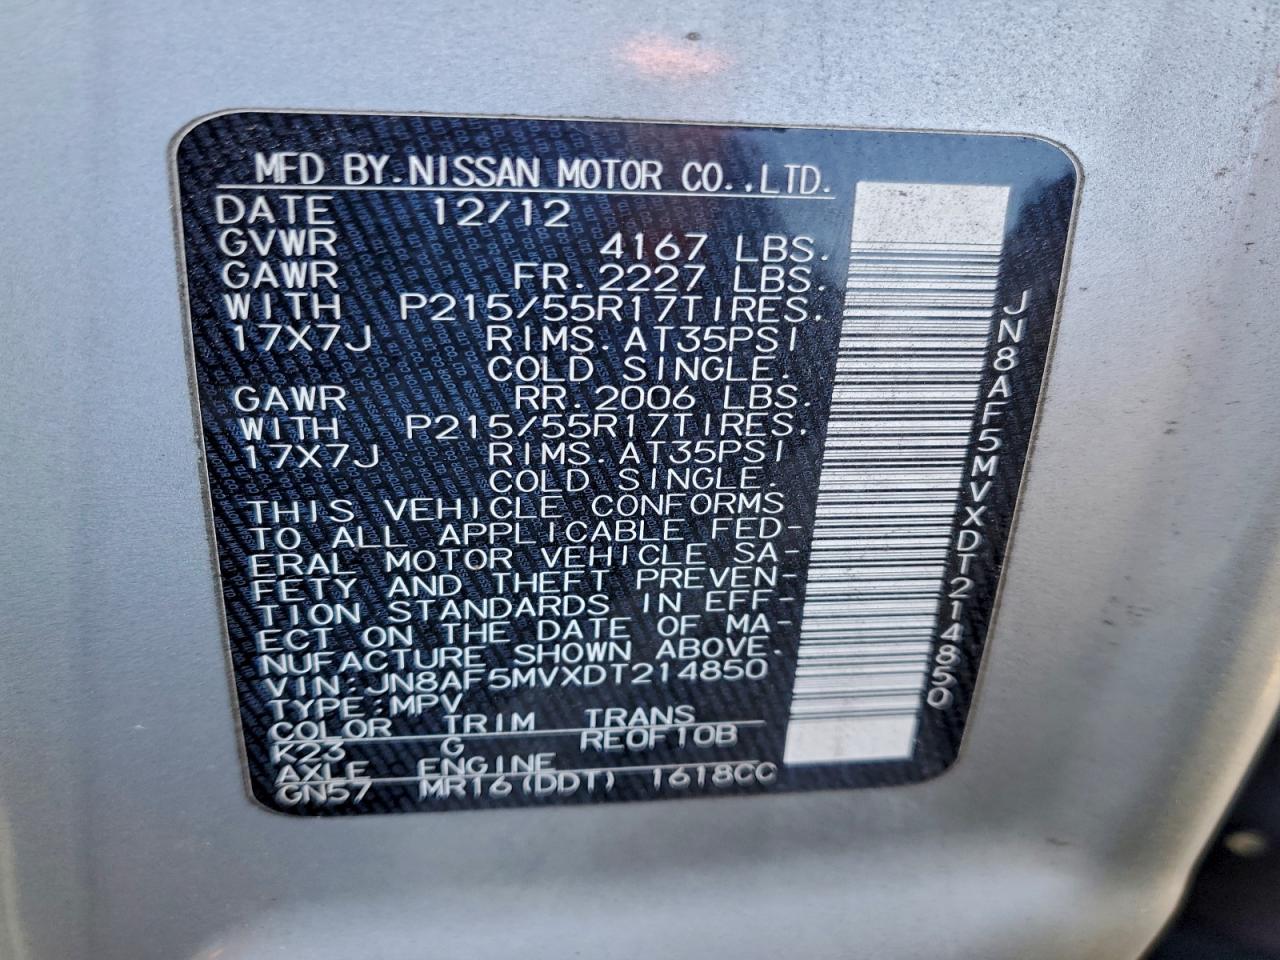 MFD BY.NISSAN MOTOR CO.,LTD.
DATE 12/12
GVWR 4167 LBS.
GAWR FR.2227 LBS.
WITH P215/55R17TIRES.
17X7J RIMS.AT35PSI
COLD SINGLE.
GAWR RR.2006 LBS.
WITH P215/55R17TIRES.
17X7J RIMS.AT35PSI
COLD SINGLE.
THIS VEHICLE CONFORMS
TO ALL APPLICABLE FED-
ERAL MOTOR VEHICLE SA-
FETY AND THEFT PREVEN-
TION STANDARDS IN EFF-
ECT ON THE DATE OF MA-
NUFACTURE SHOWN ABOVE.
VIN:JN8AF5MVXDT214850
TYPE:MPV
COLOR TRIM TRANS
K23 G RE0F10B
AXLE ENGINE
GN57 MR16(DDT) 1618CC
JN8AF5MVXDT214850